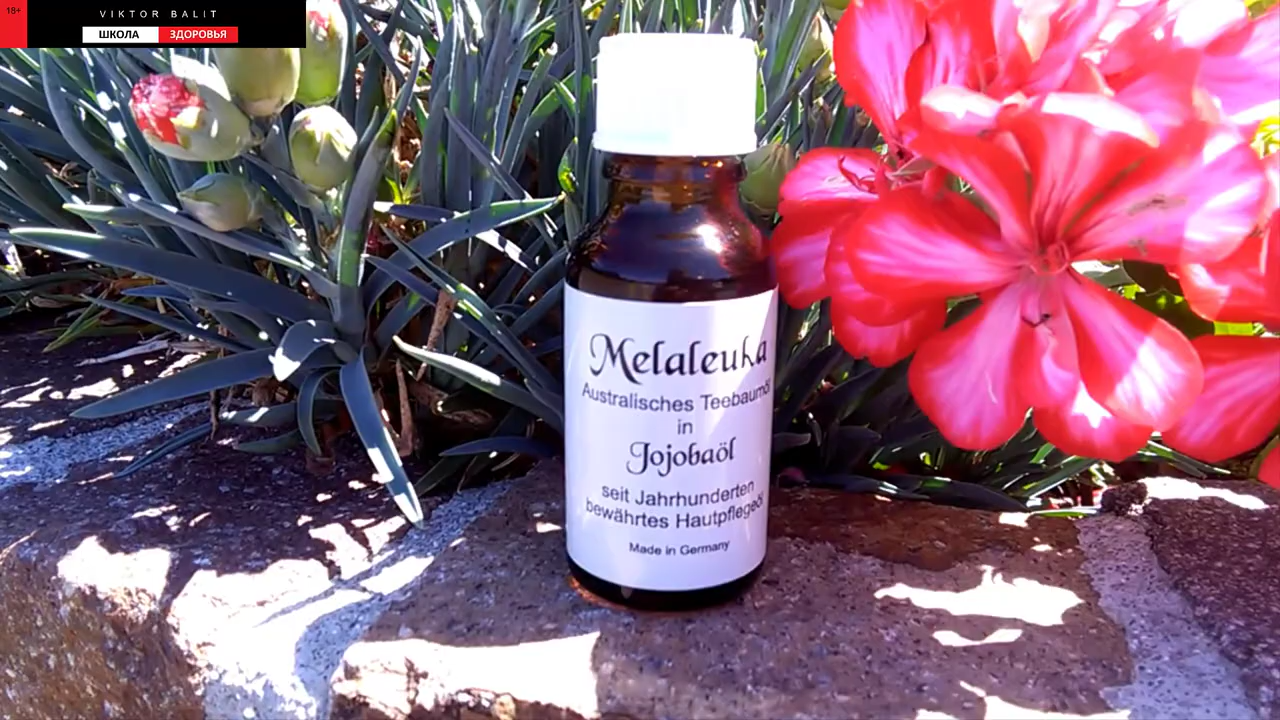 18+
VIKTOR BALIT
ШКОЛА ЗДОРОВЬЯ
Melaleuka
Australisches Teebaumöl
in
Jojobaöl
seit Jahrhunderten
bewährtes Hautpflegeöl
Made in Germany